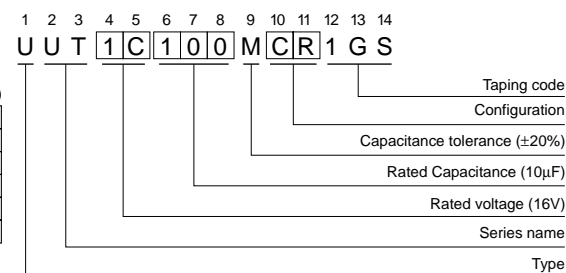 1 2 3 4 5 6 7 8 9 10 11 12 13 14
U U T 1 C 1 0 0 M C R 1 G S
Taping code
Configuration
Capacitance tolerance (±20%)
Rated Capacitance (10μF)
Rated voltage (16V)
Series name
Type